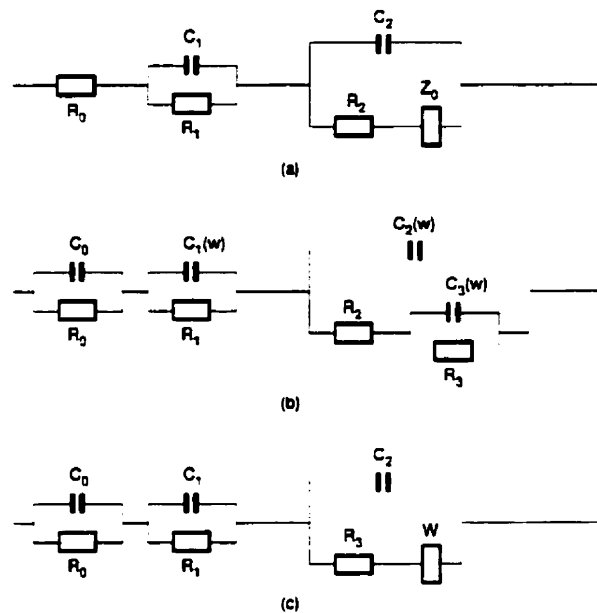 C1 C2
R0 R1 R2 Z0
(a)
C0 C1(w) C2(w)
C3(w)
R0 R1 R2 R3
(b)
C0 C1 C2
R0 R1 R3 W
(c)